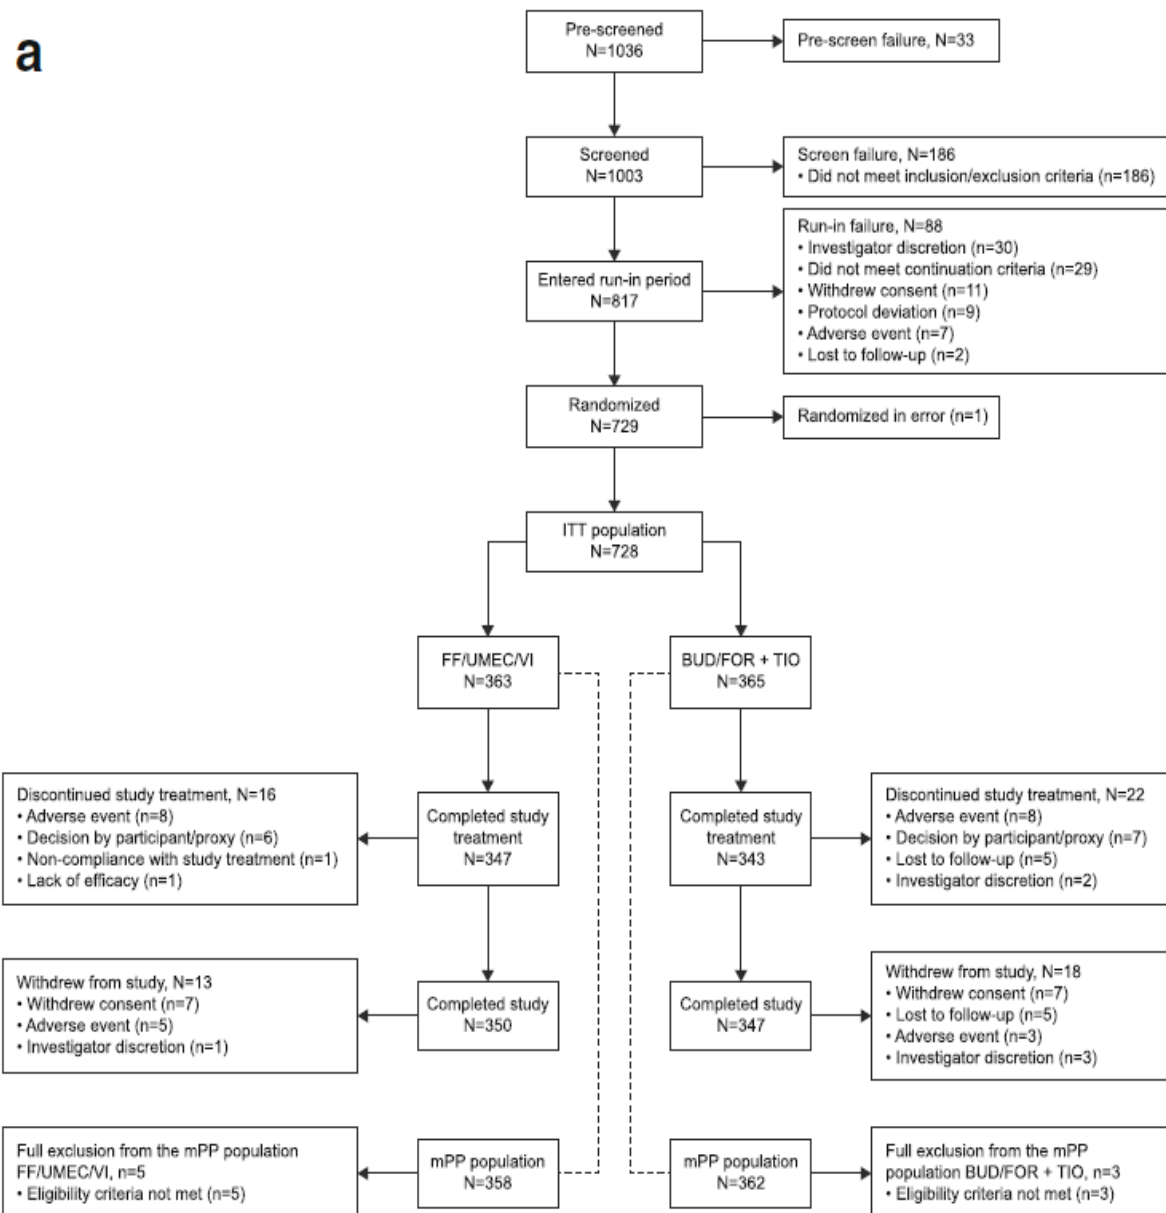 a
Pre-screened
N=1036
Pre-screen failure, N=33
Screened
N=1003
Screen failure, N=186
• Did not meet inclusion/exclusion criteria (n=186)
Entered run-in period
N=817
Run-in failure, N=88
• Investigator discretion (n=30)
• Did not meet continuation criteria (n=29)
• Withdrew consent (n=11)
• Protocol deviation (n=9)
• Adverse event (n=7)
• Lost to follow-up (n=2)
Randomized
N=729
Randomized in error (n=1)
ITT population
N=728
FF/UMEC/VI
N=363
BUD/FOR + TIO
N=365
Discontinued study treatment, N=16
• Adverse event (n=8)
• Decision by participant/proxy (n=6)
• Non-compliance with study treatment (n=1)
• Lack of efficacy (n=1)
Completed study
treatment
N=347
Completed study
treatment
N=343
Discontinued study treatment, N=22
• Adverse event (n=8)
• Decision by participant/proxy (n=7)
• Lost to follow-up (n=5)
• Investigator discretion (n=2)
Withdrew from study, N=13
• Withdrew consent (n=7)
• Adverse event (n=5)
• Investigator discretion (n=1)
Completed study
N=350
Completed study
N=347
Withdrew from study, N=18
• Withdrew consent (n=7)
• Lost to follow-up (n=5)
• Adverse event (n=3)
• Investigator discretion (n=3)
Full exclusion from the mPP population
FF/UMEC/VI, n=5
• Eligibility criteria not met (n=5)
mPP population
N=358
mPP population
N=362
Full exclusion from the mPP
population BUD/FOR + TIO, n=3
• Eligibility criteria not met (n=3)